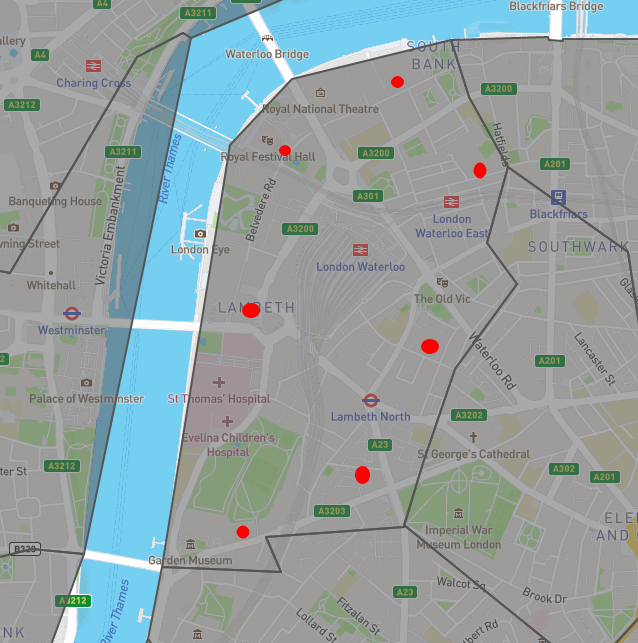 A4
A3211
Blackfriars Bridge
allery
A4
Waterloo Bridge
SOUTH
BANK
Charing Cross
A3200
A3212
Royal National Theatre
Hatfields
A3211
River Thames
Royal Festival Hall
A3200
A201
Banqueting House
Victoria Embankment
Belvedere Rd
A301
London
Waterloo East
Blackfriars
wning Street
A3200
London Eye
London Waterloo
SOUTHWARK
Whitehall
The Old Vic
LAMBETH
Westminster
Waterloo Rd
Lancaster St
A201
Palace of Westminster
St Thomas' Hospital
Lambeth North
A3202
Evelina Children's
Hospital
A23
St George's Cathedral
ter St
A3212
A302
A201
A3203
ELE
AND C
Imperial War
Museum London
B329
Garden Museum
A23
Walcot Sq
Brook Dr
A3212
River Thames
Fitzalan St
Lollard St
NK